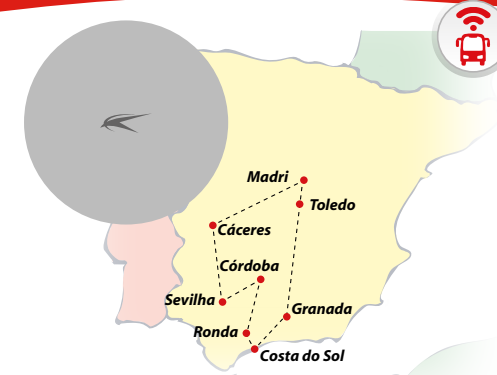 Madri
Toledo
Cáceres
Córdoba
Sevilha
Granada
Ronda
Costa do Sol